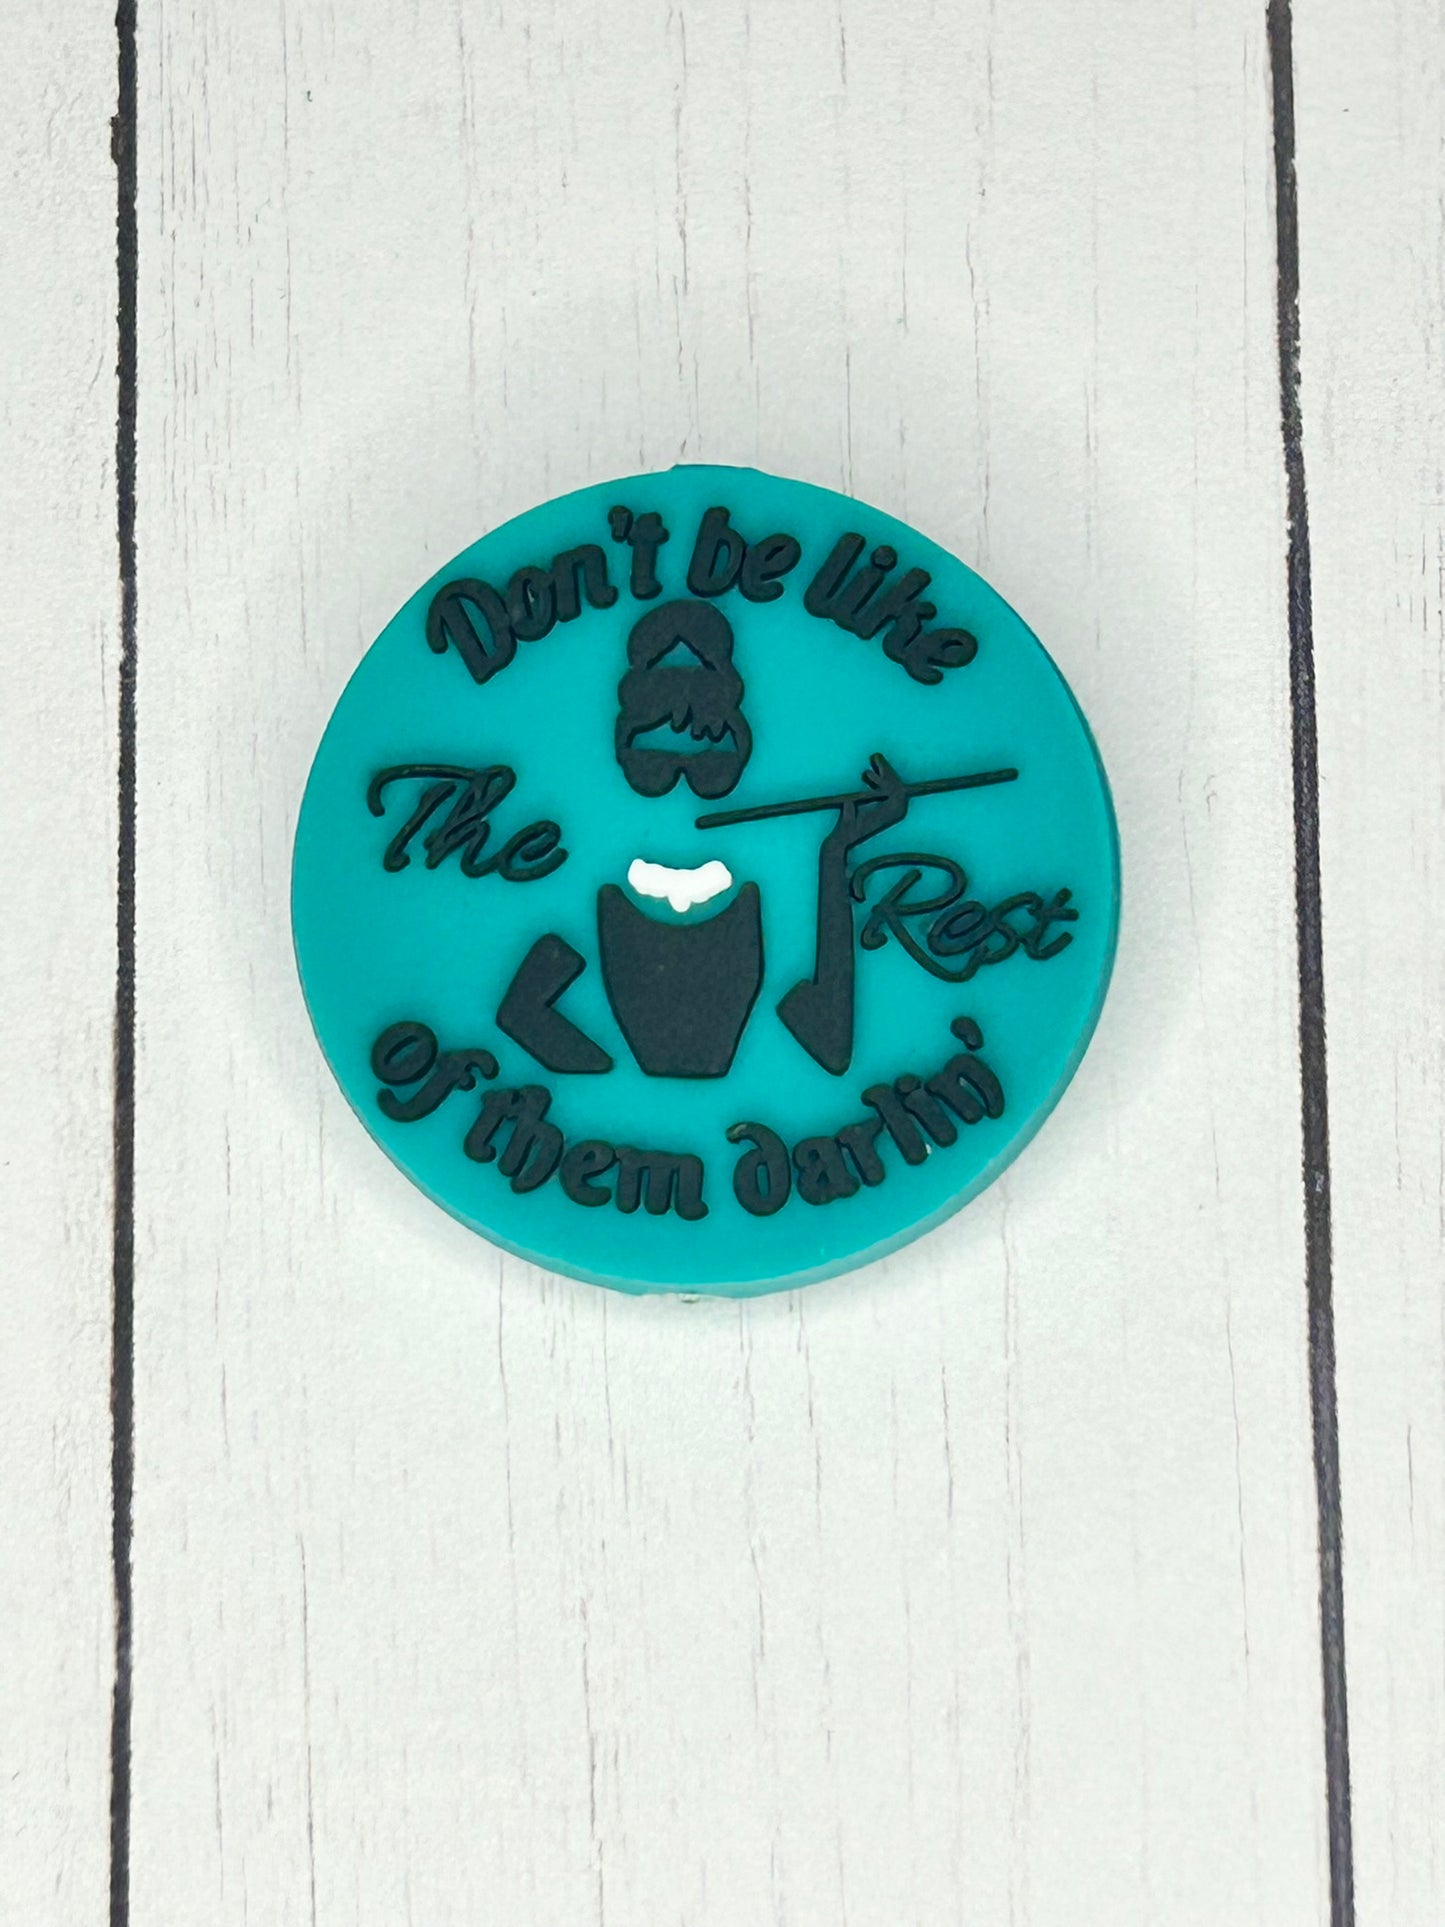 Don't be like
The Rest
of them darlin'